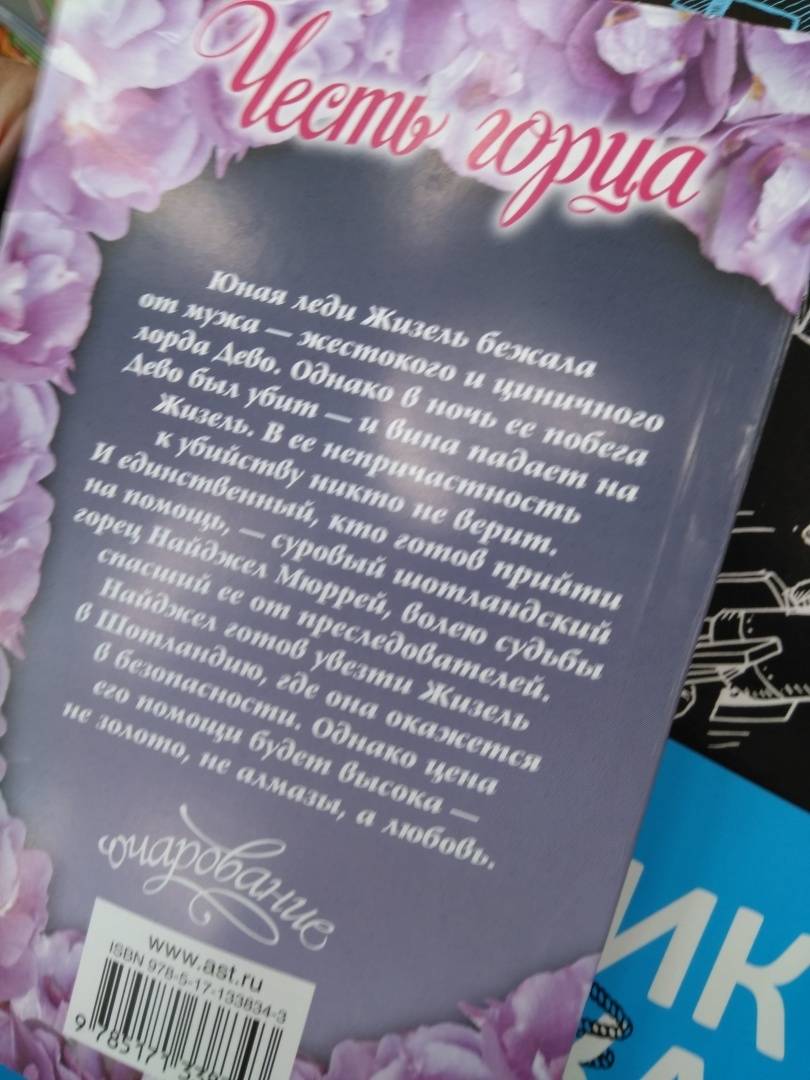 Честь горца
Юная леди Жизель бежала
от мужа — жестокого и циничного
лорда Дево. Однако в ночь ее побега
Дево был убит — и вина падает на
Жизель. В ее непричастность
к убийству никто не верит.
И единственный, кто готов прийти
на помощь, — суровый шотландский
горец Найджел Мюррей, волею судьбы
спасший ее от преследователей.
Найджел готов увезти Жизель
в Шотландию, где она окажется
в безопасности. Однако цена
его помощи будет высока —
не золото, не алмазы, а любовь.
очарование
www.ast.ru
ISBN 978-5-17-133834-3
ИК